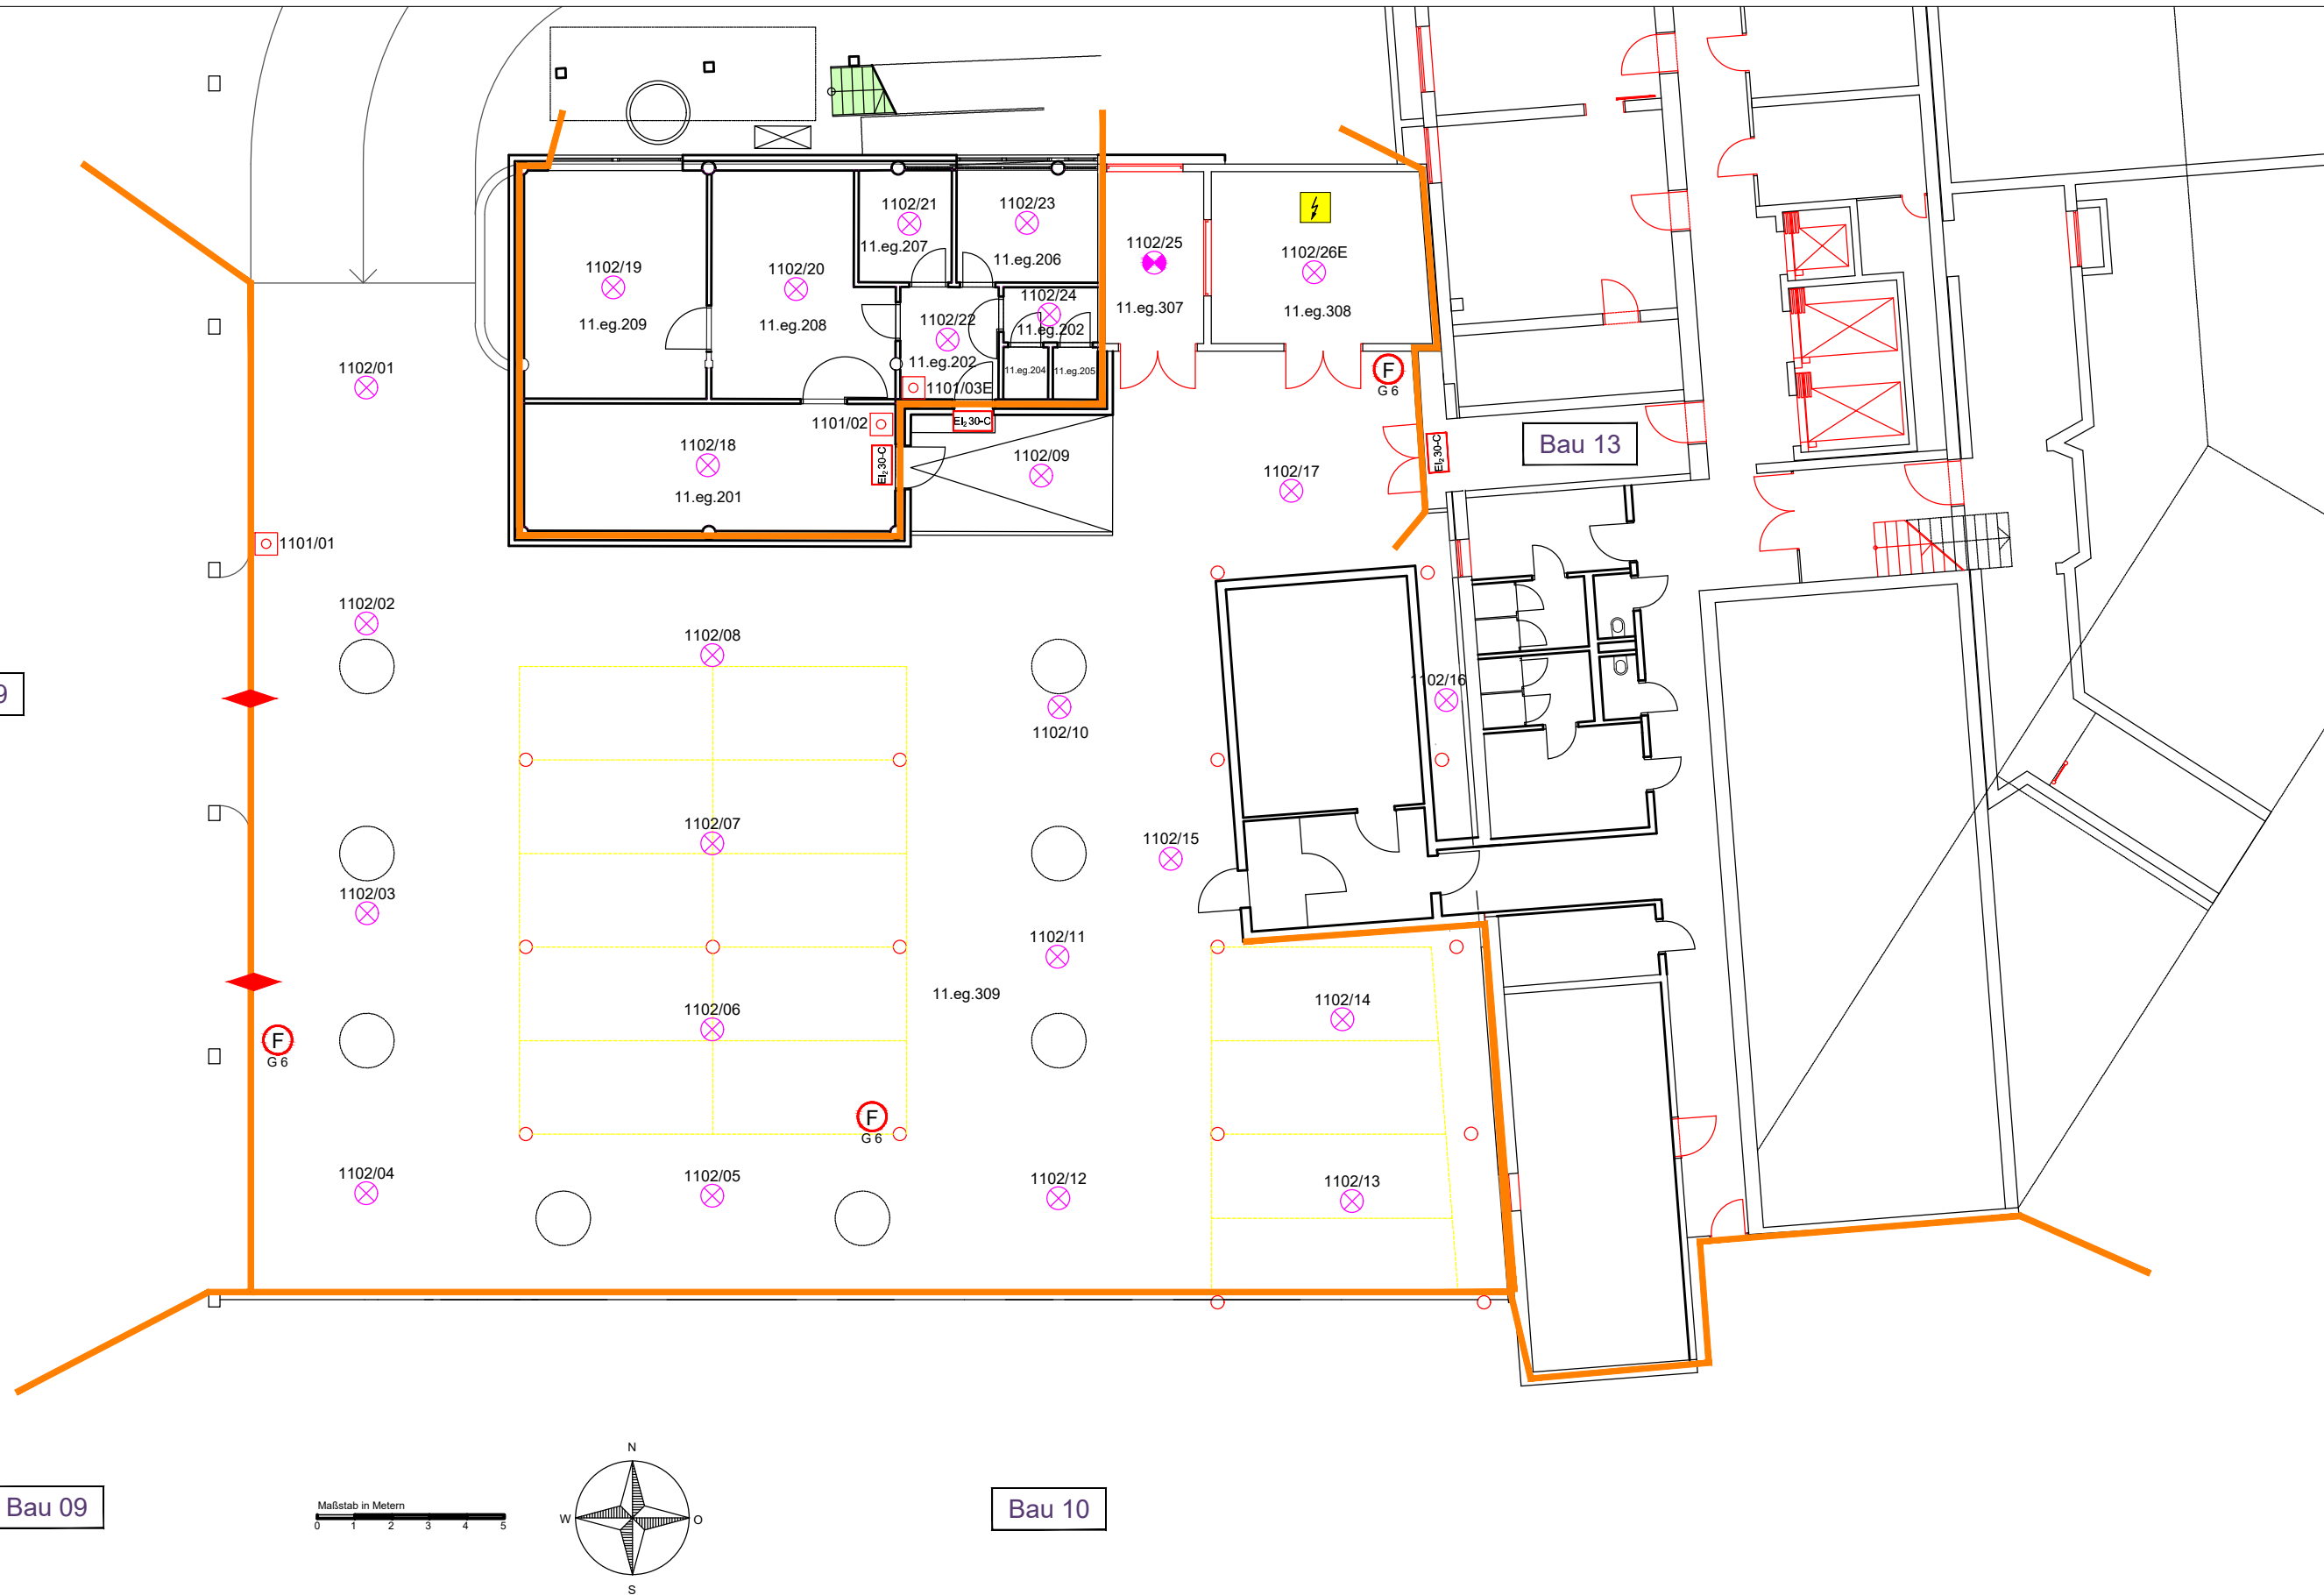 1102/21
1102/23
11.eg.207
11.eg.206
1102/25
1102/26E
1102/19
1102/20
1102/24
11.eg.307
11.eg.308
11.eg.209
11.eg.208
1102/22
11.eg.202
11.eg.202
1102/01
11.eg.204
11.eg.205
F
G 6
1101/03E
1101/02
EI₂ 30-C
1102/18
EI₂ 30-C
1102/09
1102/17
EI₂ 30-C
Bau 13
11.eg.201
1101/01
1102/02
1102/08
9
1102/10
1102/16
1102/07
1102/15
1102/03
1102/11
11.eg.309
1102/14
1102/06
F
G 6
F
G 6
1102/04
1102/05
1102/12
1102/13
N
Bau 09
Maßstab in Metern
0 1 2 3 4 5
W
O
S
Bau 10